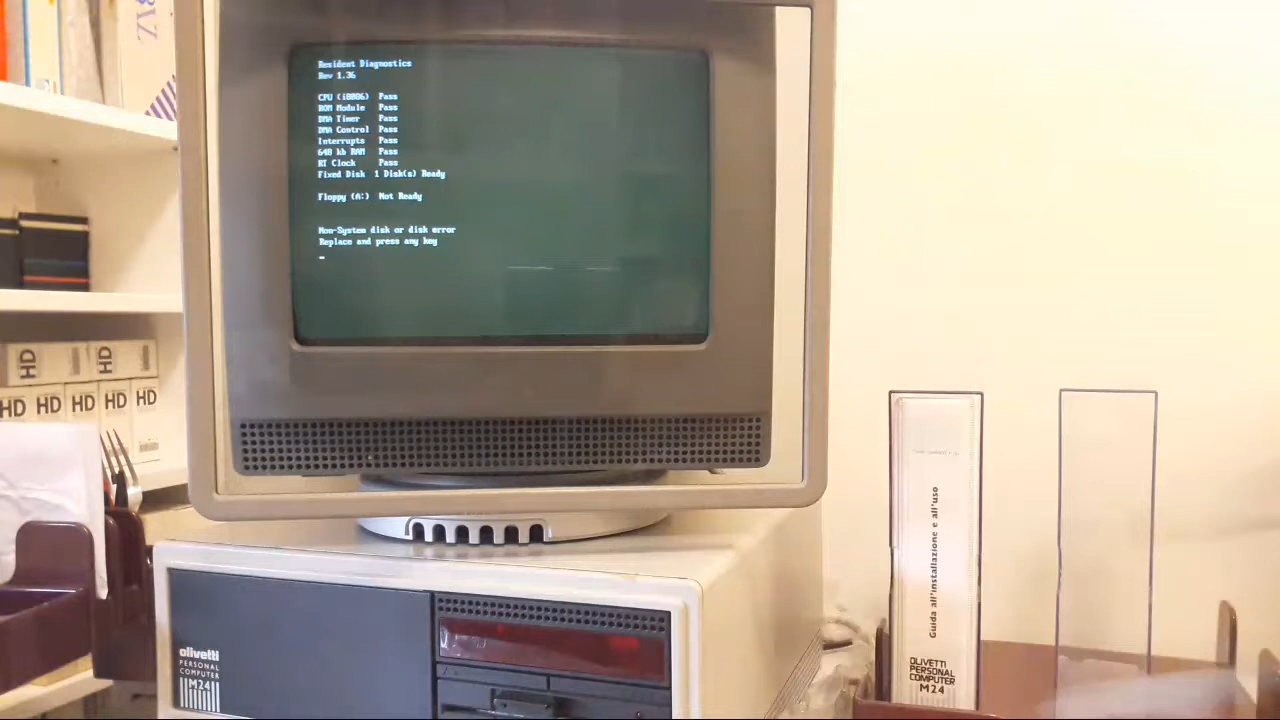 Resident Diagnostics
Rev 1.36
CPU (i8086) Pass
ROM Module Pass
DMA Timer Pass
DMA Control Pass
Interrupts Pass
640 kb RAM Pass
RT Clock Pass
Fixed Disk 1 Disk(s) Ready
Floppy (A:) Not Ready
Non-System disk or disk error
Replace and press any key
HD
HD
HD
HD
HD
HD
HD
olivetti
PERSONAL
COMPUTER
M24
Guida all'installazione e all'uso
OLIVETTI
PERSONAL
COMPUTER
M24